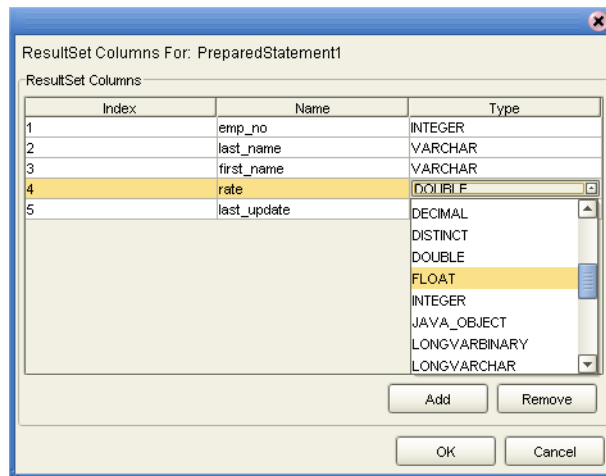 ResultSet Columns For: PreparedStatement1
ResultSet Columns
Index Name Type
1 emp_no INTEGER
2 last_name VARCHAR
3 first_name VARCHAR
4 rate DOUBLE
5 last_update
DECIMAL
DISTINCT
DOUBLE
FLOAT
INTEGER
JAVA_OBJECT
LONGVARBINARY
LONGVARCHAR
Add Remove
OK Cancel